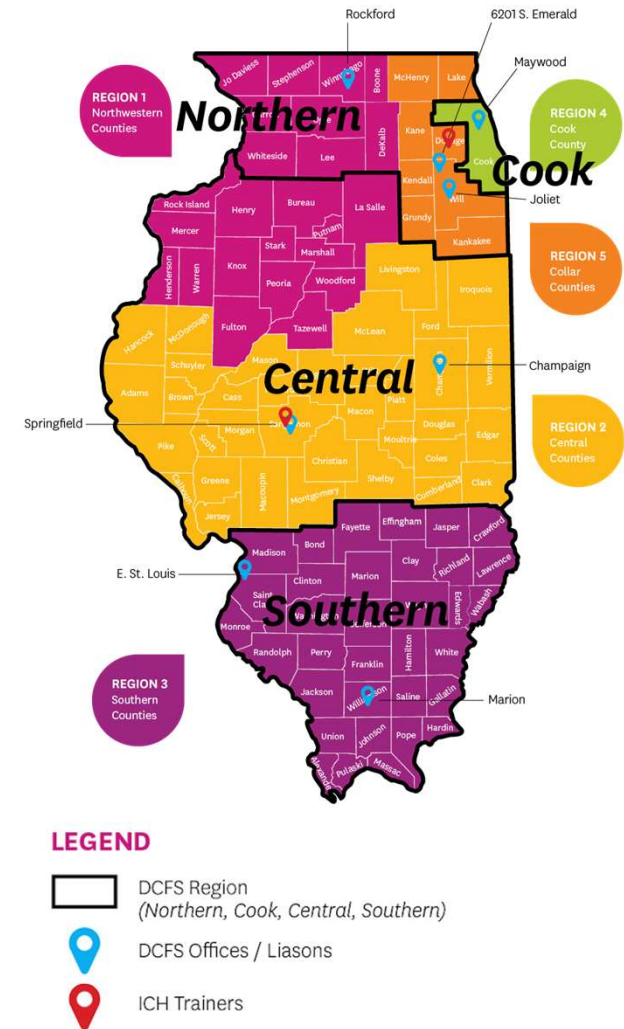 Rockford
6201 S. Emerald
Maywood
REGION 1
Northwestern
Counties
Northern
Jo Daviess
Stephenson
Winnebago
Boone
McHenry
Lake
REGION 4
Cook
County
Whiteside
Lee
DeKalb
Kane
Cook
Cook
Kendall
Will
Joliet
Grundy
Kankakee
REGION 5
Collar
Counties
Rock Island
Henry
Bureau
La Salle
Putnam
Mercer
Stark
Marshall
Henderson
Warren
Knox
Peoria
Woodford
Fulton
Tazewell
Livingston
Iroquois
Ford
McLean
Hancock
McDonough
Schuyler
Mason
Central
Vermilion
Champaign
Adams
Brown
Cass
Macon
Piatt
REGION 2
Central
Counties
Springfield
Pike
Scott
Morgan
Moultrie
Douglas
Edgar
Christian
Coles
Calhoun
Greene
Macoupin
Montgomery
Shelby
Cumberland
Clark
Jersey
Madison
Bond
Fayette
Effingham
Jasper
Crawford
E. St. Louis
Clinton
Marion
Clay
Richland
Lawrence
Saint
Southern
Edwards
Wabash
Monroe
Randolph
Perry
Franklin
Hamilton
White
REGION 3
Southern
Counties
Jackson
Saline
Gallatin
Marion
Union
Johnson
Pope
Hardin
Pulaski
Massac
LEGEND
DCFS Region
(Northern, Cook, Central, Southern)
DCFS Offices / Liasons
ICH Trainers